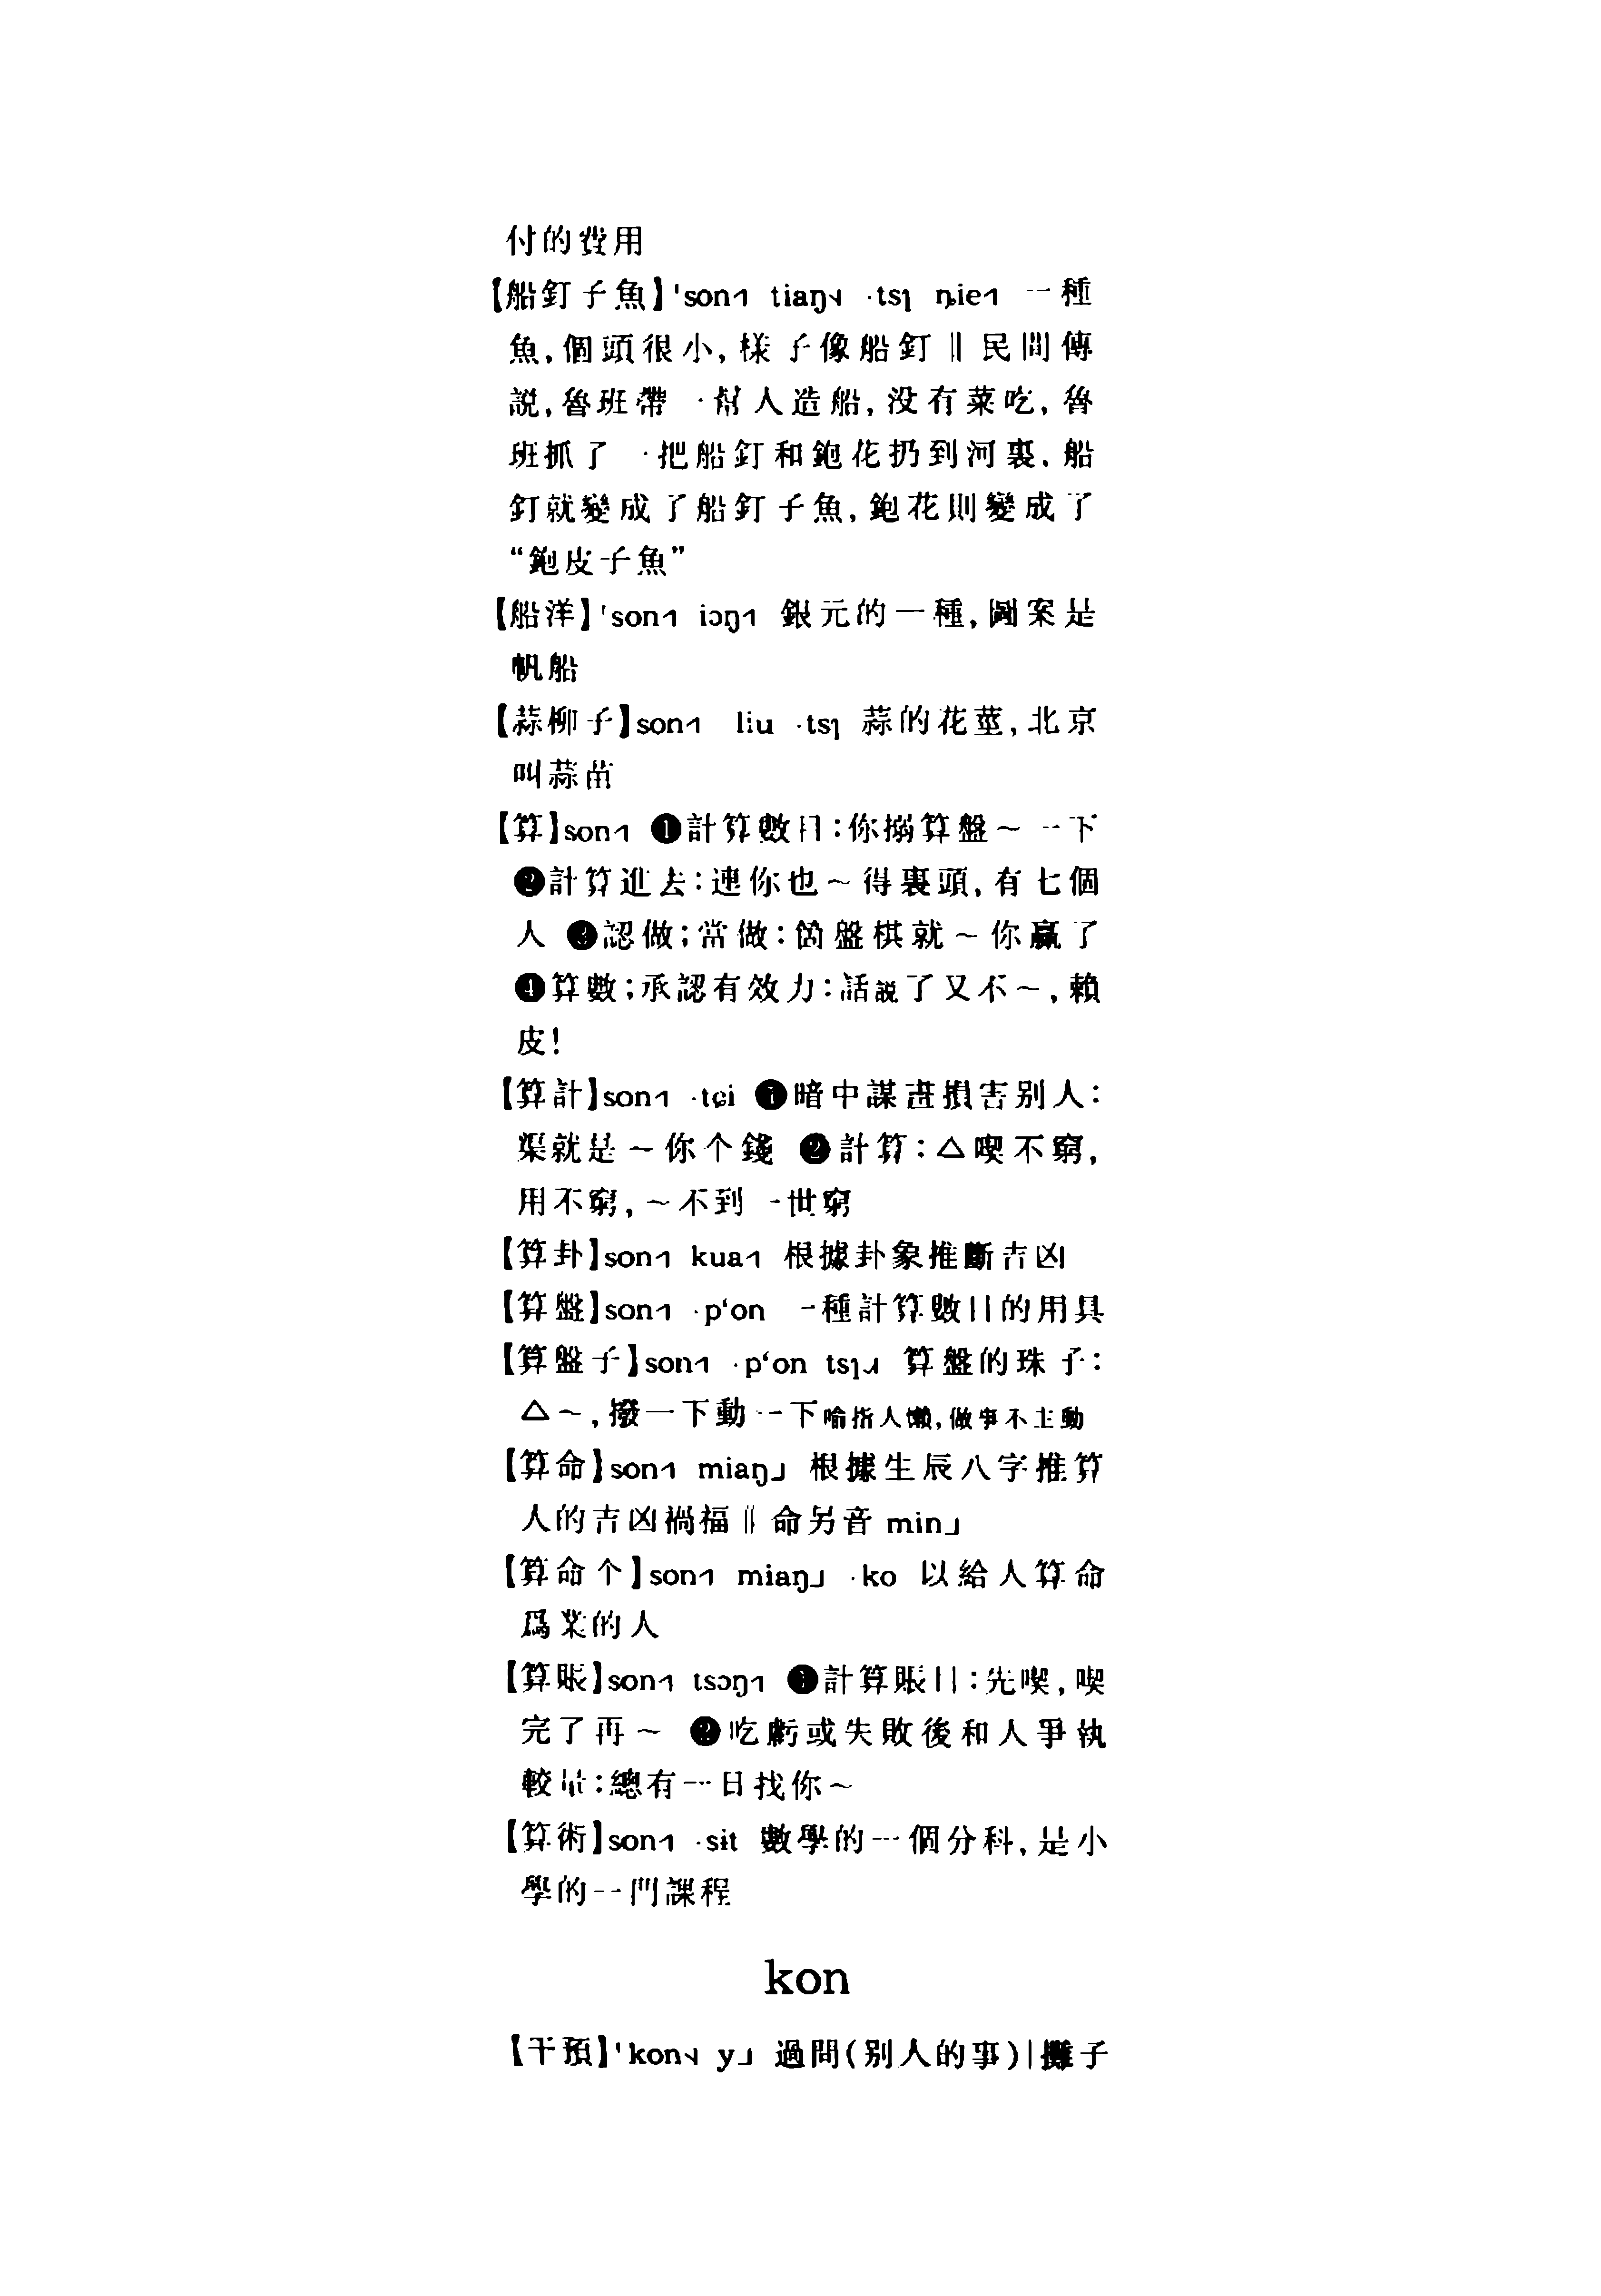 付的費用
【船釘子魚】ˈson˧˥ tiaŋ˨˩ ·tsɿ ȵie˧˥ 一種
魚,個頭很小,樣子像船釘‖民間傳
説,魯班帶一幫人造船,没有菜吃,魯
班抓了一把船釘和鉋花扔到河裏,船
釘就變成了船釘子魚,鉋花則變成了
“鉋皮子魚”
【船洋】ˈson˧˥ iɔŋ˧˥ 銀元的一種,圖案是
帆船
【蒜柳子】son˧˥ liu ·tsɿ 蒜的花莖,北京
叫蒜苗
【算】son˧˥ ❶計算數目:你搦算盤～一下
❷計算進去:連你也～得裏頭,有七個
人 ❸認做;當做:箇盤棋就～你贏了
❹算數;承認有效力:話説了又不～,賴
皮!
【算計】son˧˥ ·tɕi ❶暗中謀畫損害别人:
渠就是～你个錢 ❷計算:△喫不窮,
用不窮,～不到一世窮
【算卦】son˧˥ kua˧˥ 根據卦象推斷吉凶
【算盤】son˧˥ ·pʻon 一種計算數目的用具
【算盤子】son˧˥ ·pʻon tsɿ˨˩˧ 算盤的珠子:
△～,撥一下動一下喻指人懶,做事不主動
【算命】son˧˥ miaŋ˩ 根據生辰八字推算
人的吉凶禍福‖命另音 min˩
【算命个】son˧˥ miaŋ˩ ·ko 以給人算命
爲業的人
【算賬】son˧˥ tsɔŋ˧˥ ❶計算賬目:先喫,喫
完了再～ ❷吃虧或失敗後和人爭執
較量:總有一日找你～
【算術】son˧˥ ·sit 數學的一個分科,是小
學的一門課程
kon
【干預】ˈkon˨˩ y˩ 過問(别人的事)|攤子